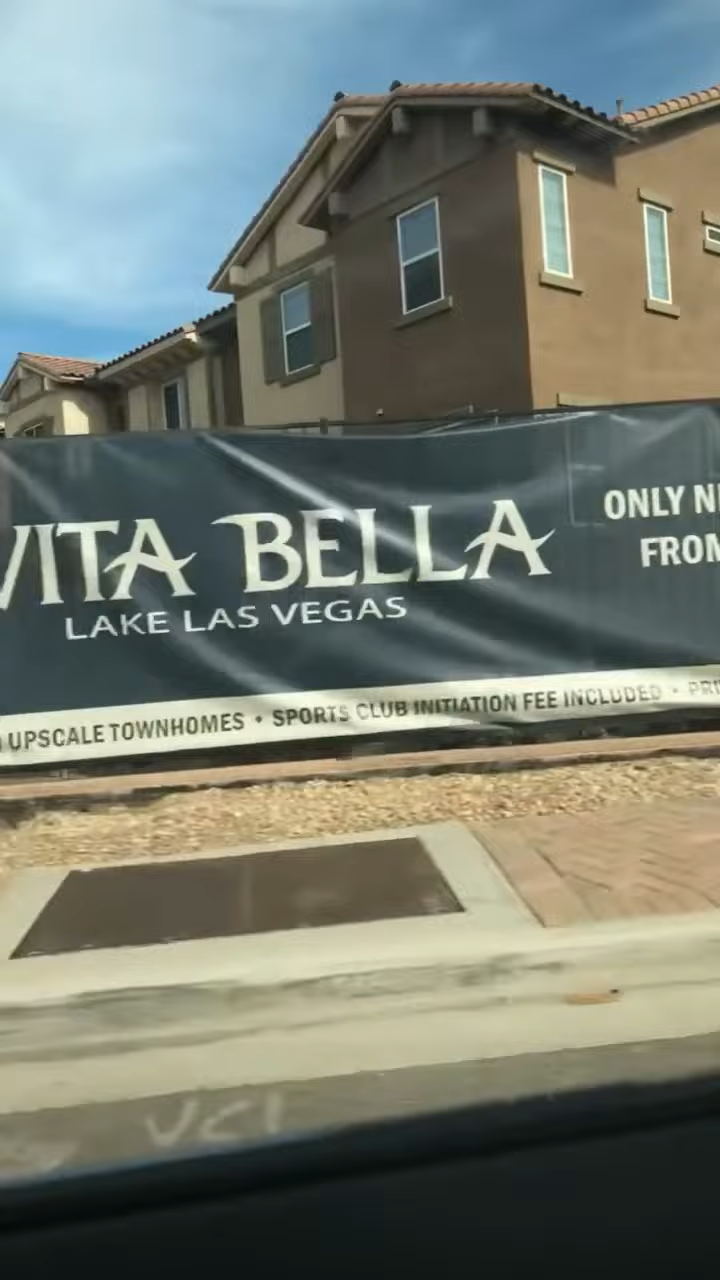 VITA BELLA
LAKE LAS VEGAS
ONLY
FROM
UPSCALE TOWNHOMES • SPORTS CLUB INITIATION FEE INCLUDED •